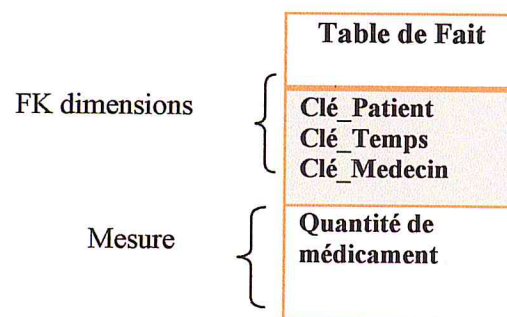 Table de Fait
FK dimensions
Clé_Patient
Clé_Temps
Clé_Medecin
Mesure
Quantité de
médicament